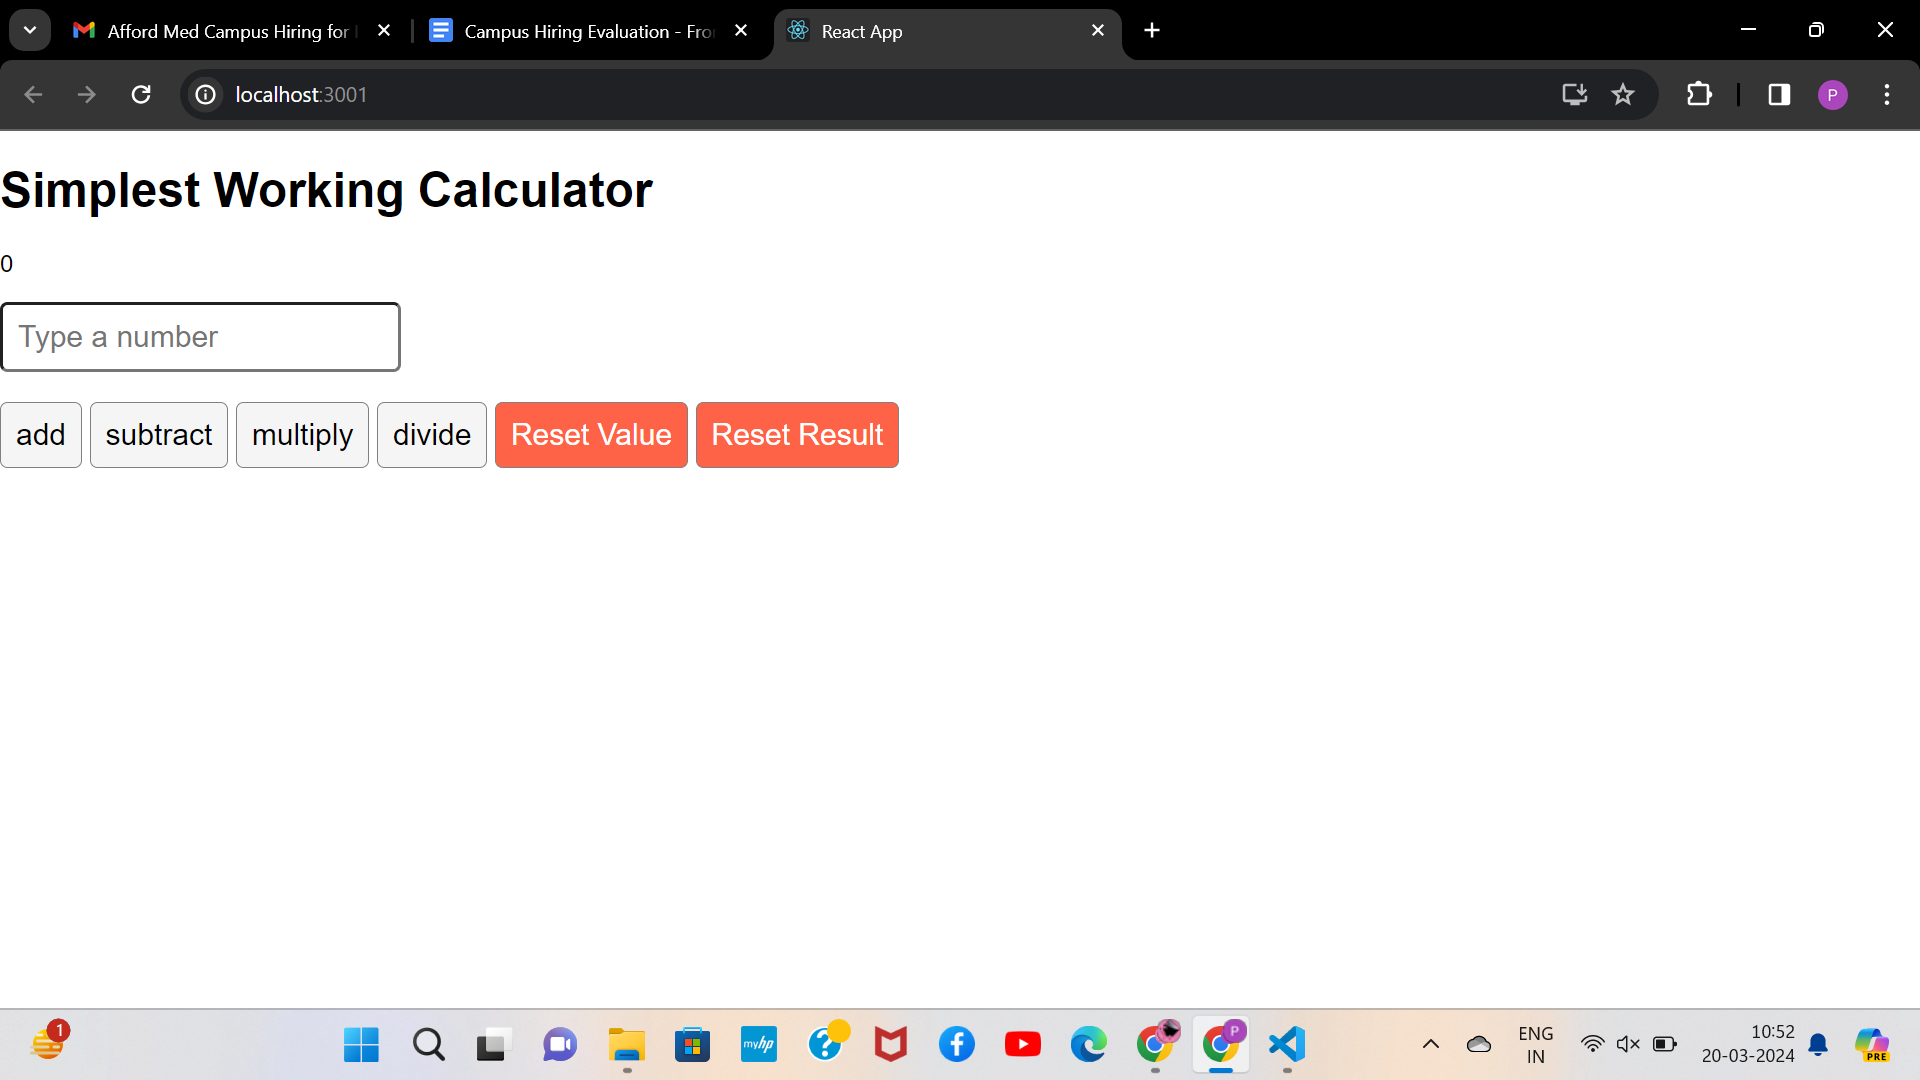 Afford Med Campus Hiring for
Campus Hiring Evaluation - Fro
React App
localhost:3001
P
Simplest Working Calculator
0
Type a number
add subtract multiply divide Reset Value Reset Result
1
myhp
?
P
ENG
IN
10:52
20-03-2024
PRE